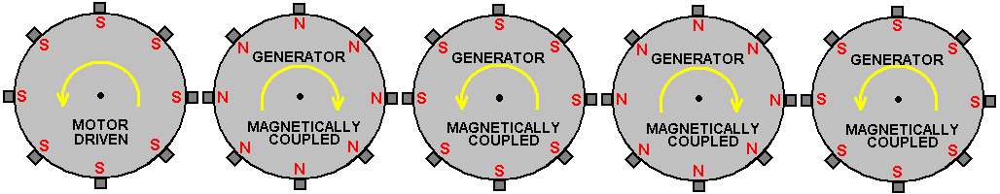 S
S S
S S
MOTOR
DRIVEN
S S
S
N
N N
GENERATOR
N N
MAGNETICALLY
COUPLED
N N
N
S
S S
GENERATOR
S S
MAGNETICALLY
COUPLED
S S
S
N
N N
GENERATOR
N N
MAGNETICALLY
COUPLED
N N
N
S
S S
GENERATOR
S S
MAGNETICALLY
COUPLED
S S
S